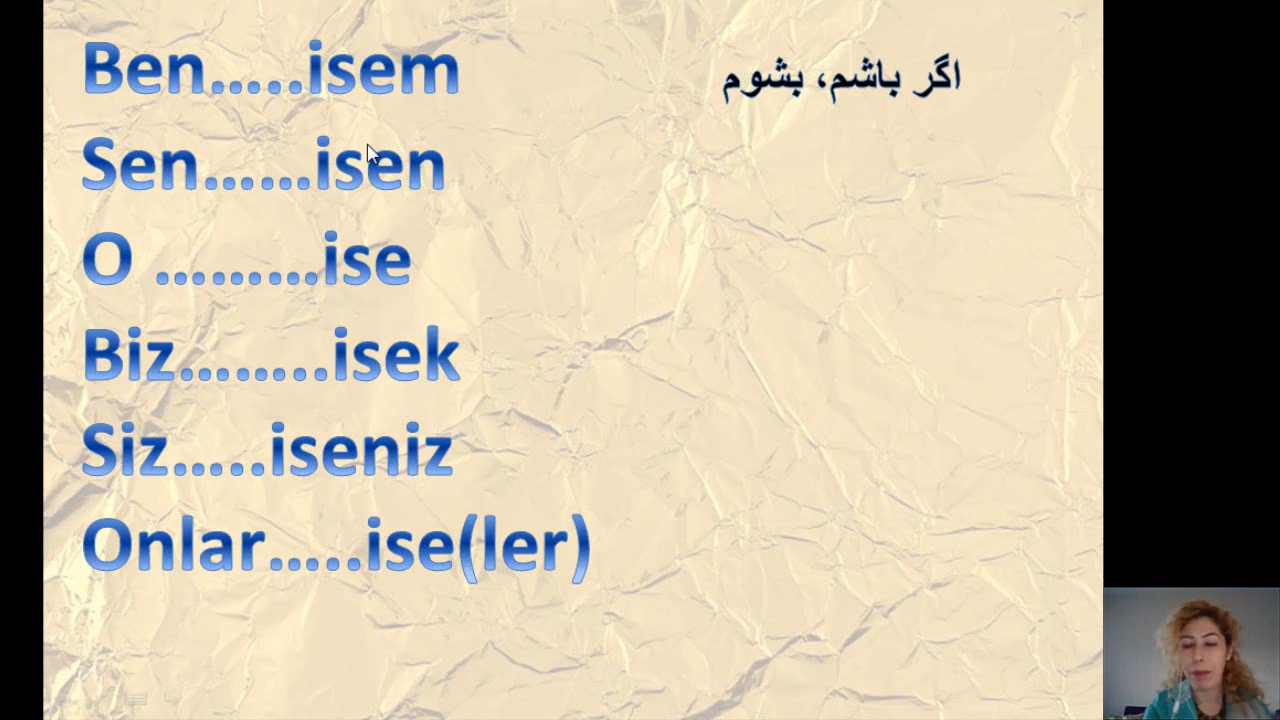 Ben.....isem
اگر باشم، بشوم
Sen......isen
O .........ise
Biz........isek
Siz.....iseniz
Onlar.....ise(ler)